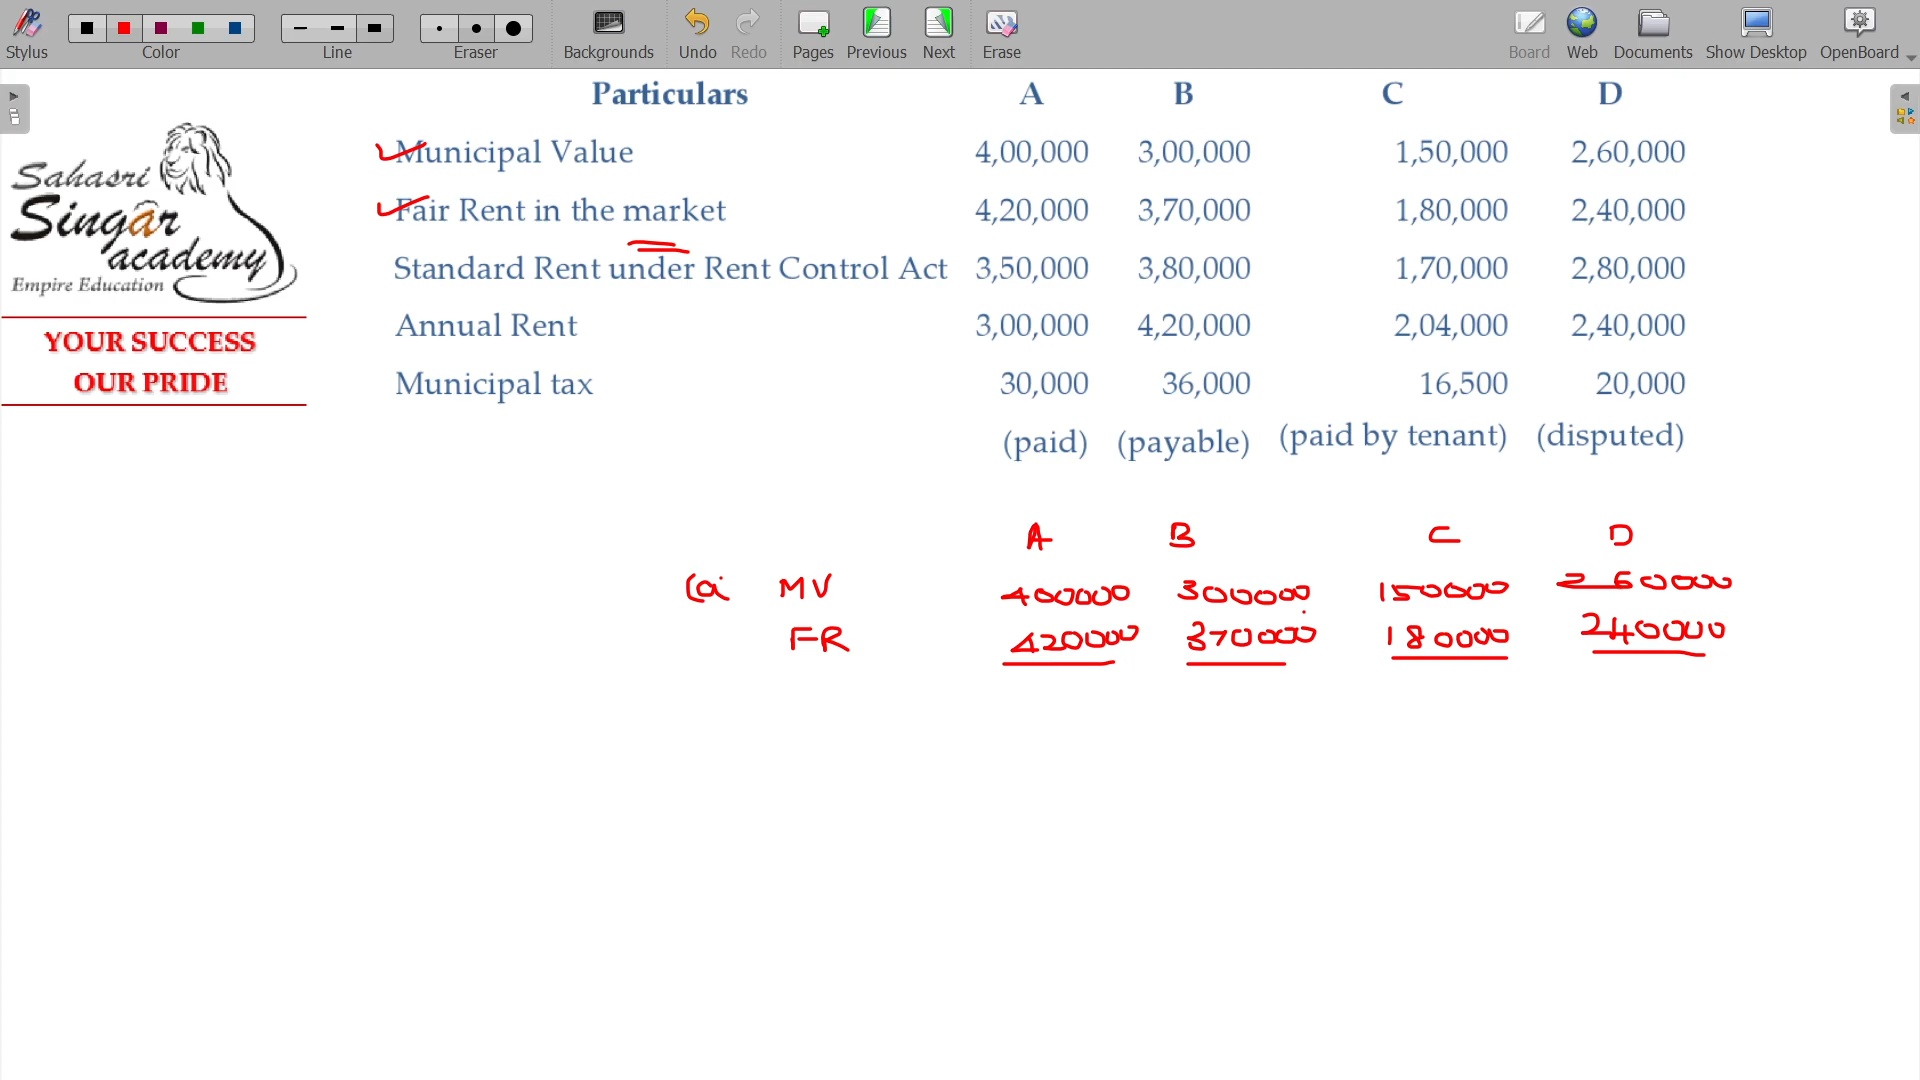 Stylus Color Line Eraser Backgrounds Undo Redo Pages Previous Next Erase Board Web Documents Show Desktop OpenBoard
Particulars A B C D
Municipal Value 4,00,000 3,00,000 1,50,000 2,60,000
Fair Rent in the market 4,20,000 3,70,000 1,80,000 2,40,000
Standard Rent under Rent Control Act 3,50,000 3,80,000 1,70,000 2,80,000
Annual Rent 3,00,000 4,20,000 2,04,000 2,40,000
Municipal tax 30,000 36,000 16,500 20,000
(paid) (payable) (paid by tenant) (disputed)
Sahasri
Singär
academy
Empire Education
YOUR SUCCESS
OUR PRIDE
A B C D
MV 400000 300000 150000 260000
FR 420000 370000 180000 240000